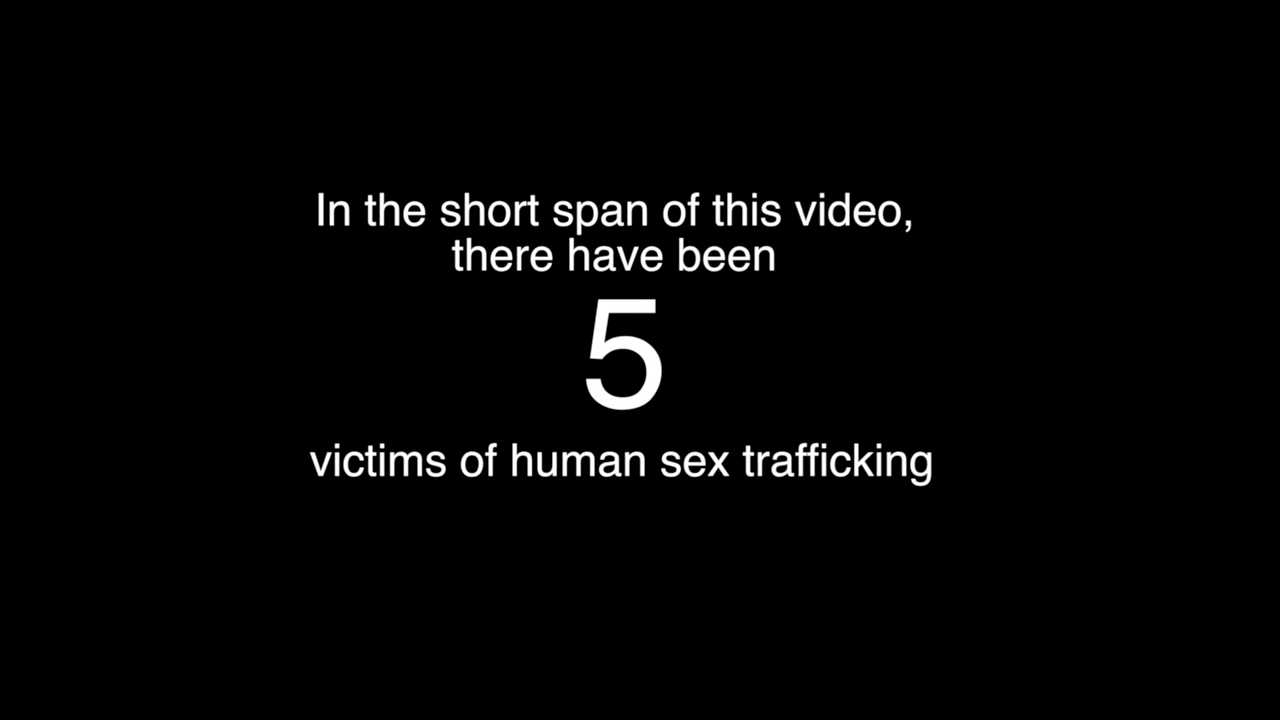 In the short span of this video,
there have been
5
victims of human sex trafficking